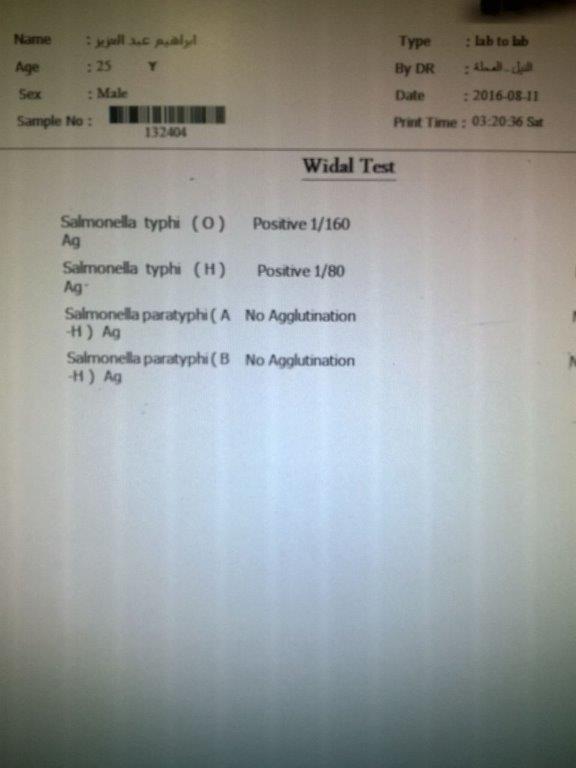 Name : ابراهيم عبد العزيز
Type : lab to lab
Age : 25 Y
By DR : النيل - المحلة
Sex : Male
Date : 2016-08-11
Sample No :
132404
Print Time : 03:20:36 Sat
Widal Test
Salmonella typhi ( O ) Positive 1/160
Ag
Salmonella typhi ( H ) Positive 1/80
Ag
Salmonella paratyphi ( A No Agglutination
-H ) Ag
Salmonella paratyphi ( B No Agglutination
-H ) Ag